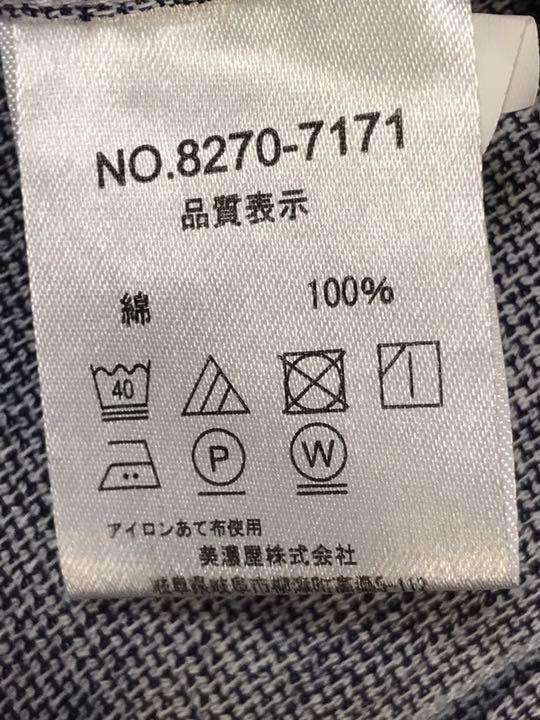 NO.8270-7171
品質表示
綿 100%
40
P W
アイロンあて布使用
美濃屋株式会社